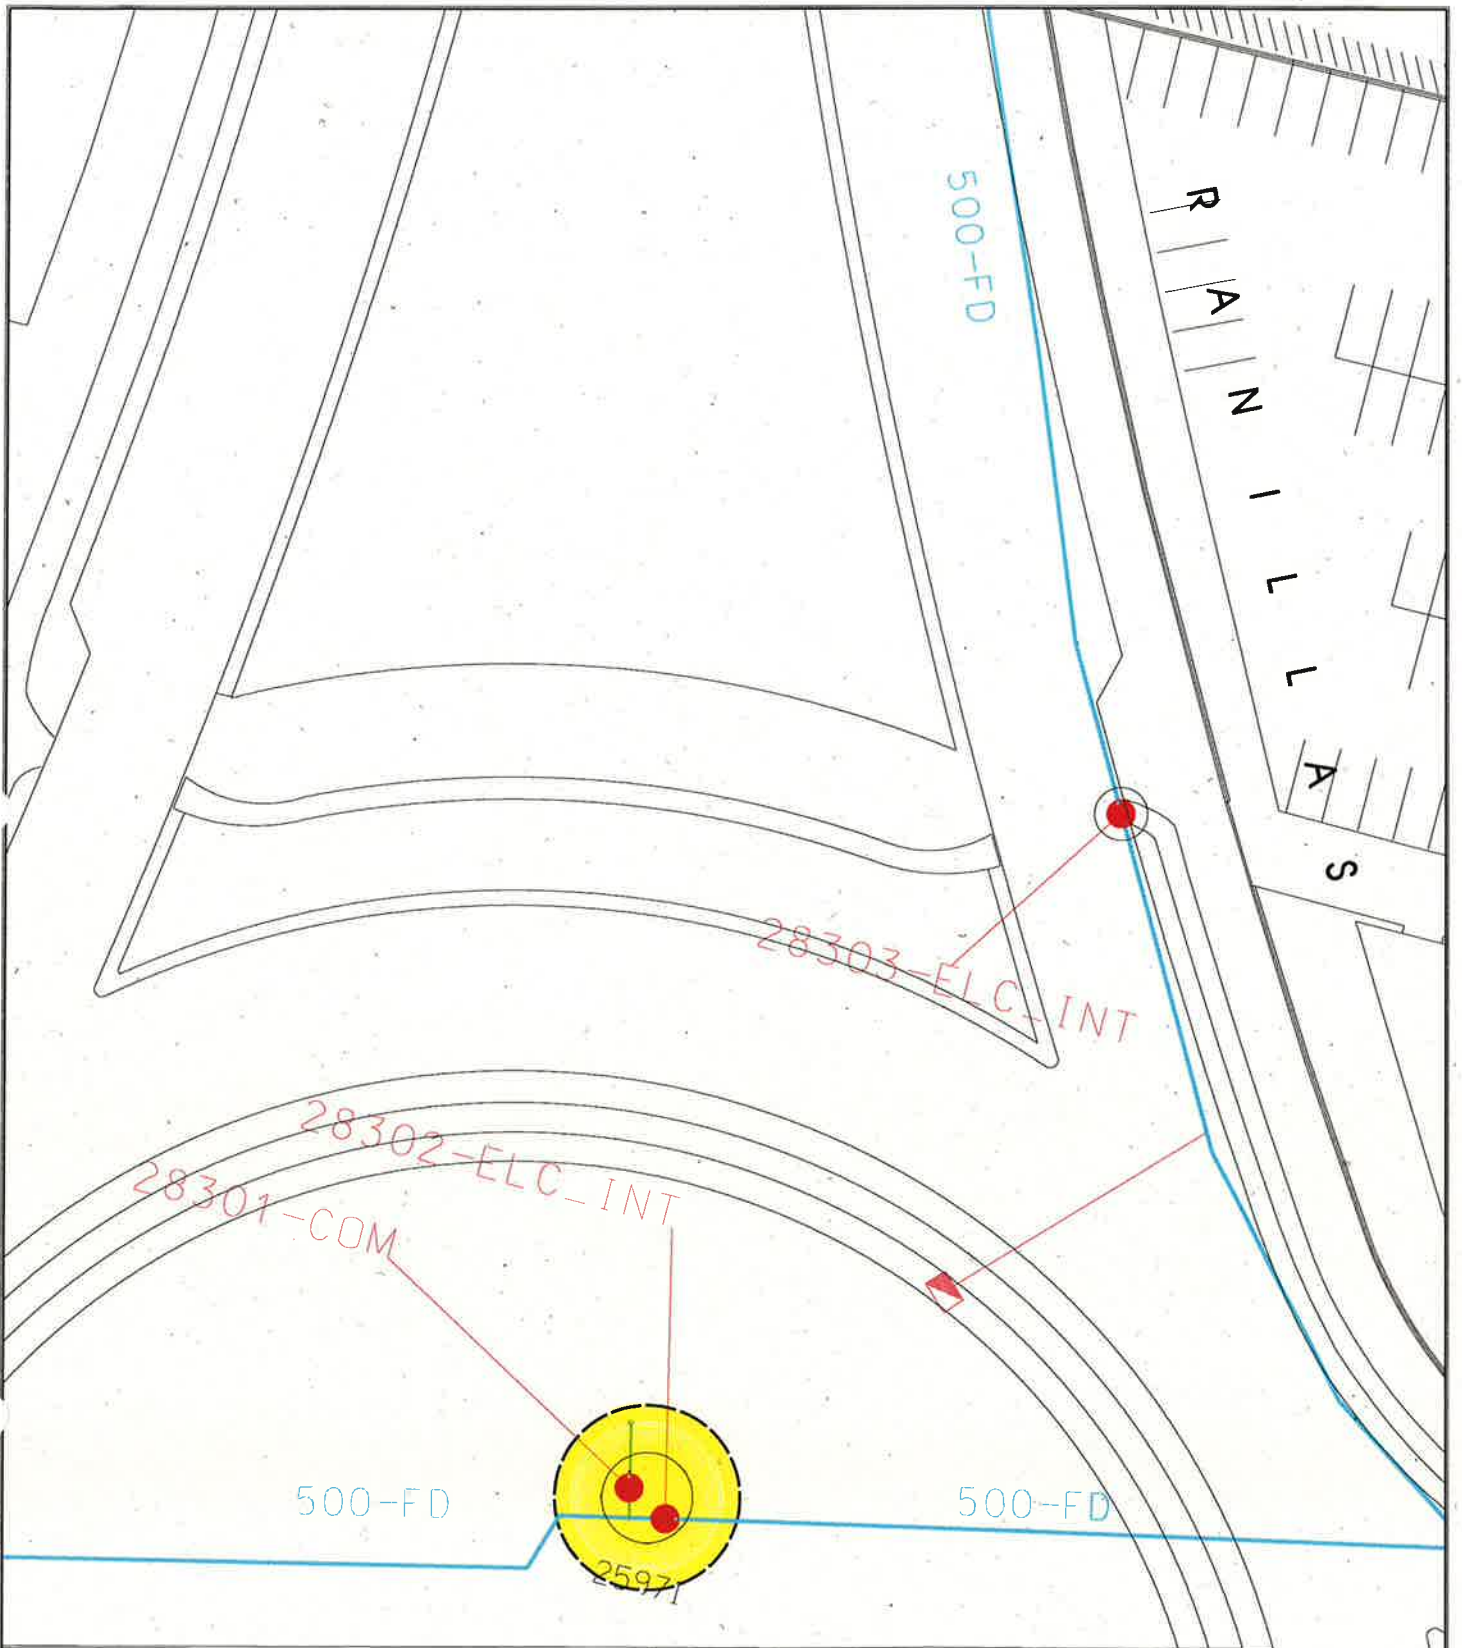 500-FD
RANILLAS
28303-ELC_INT
28302-ELC_INT
28301-COM
500-FD
500-FD
25971